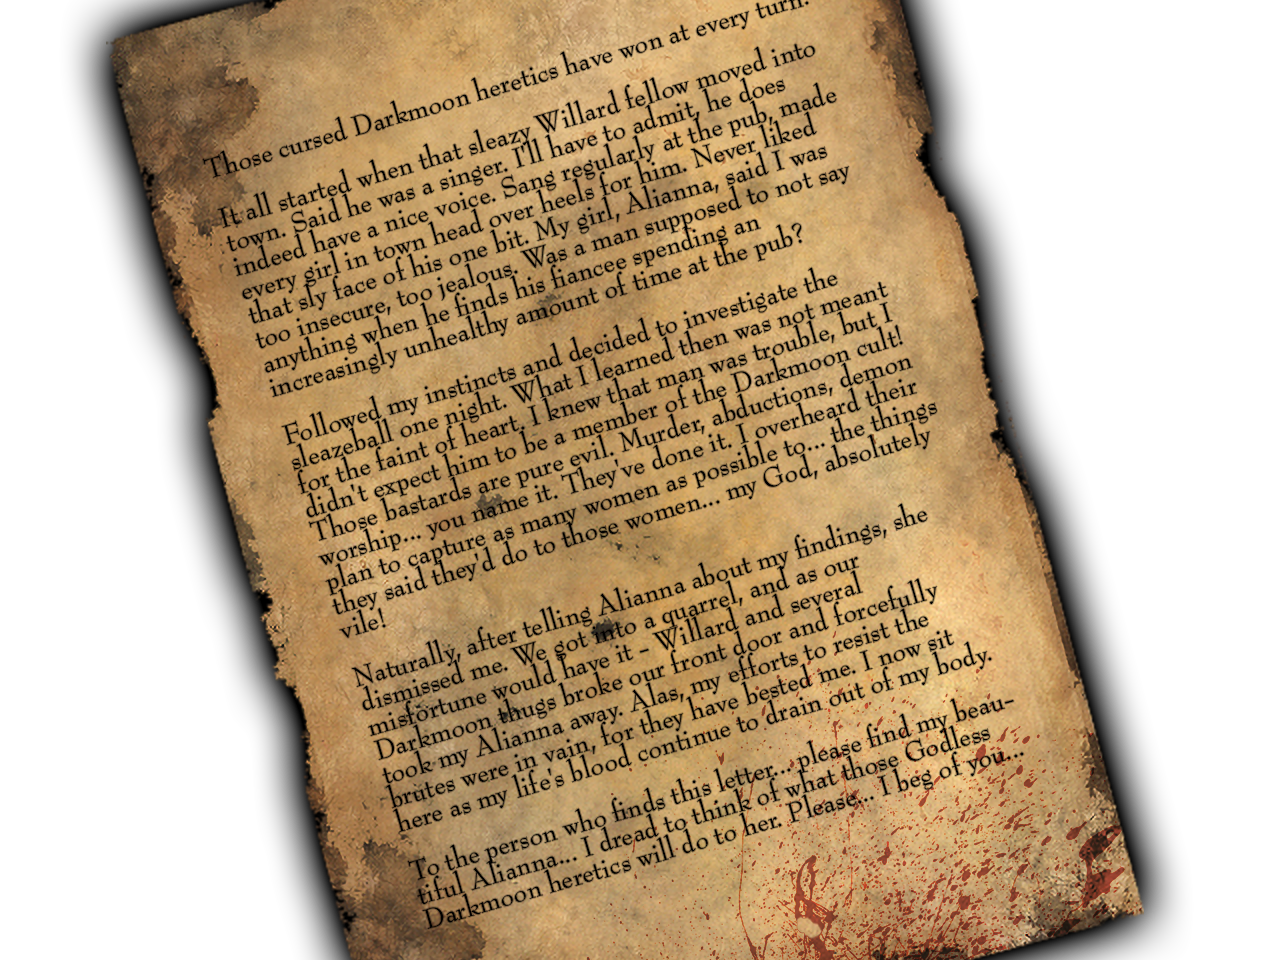 Those cursed Darkmoon heretics have won at every turn.
It all started when that sleazy Willard fellow moved into
town. Said he was a singer. I'll have to admit, he does
indeed have a nice voice. Sang regularly at the pub, made
every girl in town head over heels for him. Never liked
that sly face of his one bit. My girl, Alianna, said I was
too insecure, too jealous. Was a man supposed to not say
anything when he finds his fiancee spending an
increasingly unhealthy amount of time at the pub?
Followed my instincts and decided to investigate the
sleazeball one night. What I learned then was not meant
for the faint of heart. I knew that man was trouble, but I
didn't expect him to be a member of the Darkmoon cult!
Those bastards are pure evil. Murder, abductions, demon
worship... you name it. They've done it. I overheard their
plan to capture as many women as possible to... the things
they said they'd do to those women... my God, absolutely
vile!
Naturally, after telling Alianna about my findings, she
dismissed me. We got into a quarrel, and as our
misfortune would have it - Willard and several
Darkmoon thugs broke our front door and forcefully
took my Alianna away. Alas, my efforts to resist the
brutes were in vain, for they have bested me. I now sit
here as my life's blood continue to drain out of my body.
To the person who finds this letter... please find my beau-
tiful Alianna... I dread to think of what those Godless
Darkmoon heretics will do to her. Please... I beg of you...